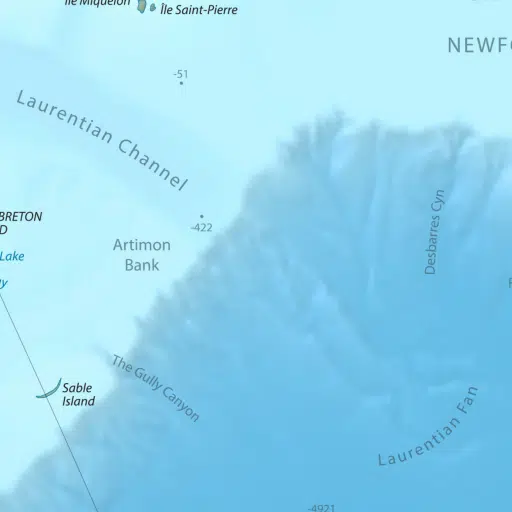 Île Miquelon
Île Saint-Pierre
NEWF
-51
Laurentian Channel
BRETON
D
-422
Lake
Artimon
Bank
Desbarres Cyn
y
The Gully Canyon
Sable
Island
Laurentian Fan
-4921